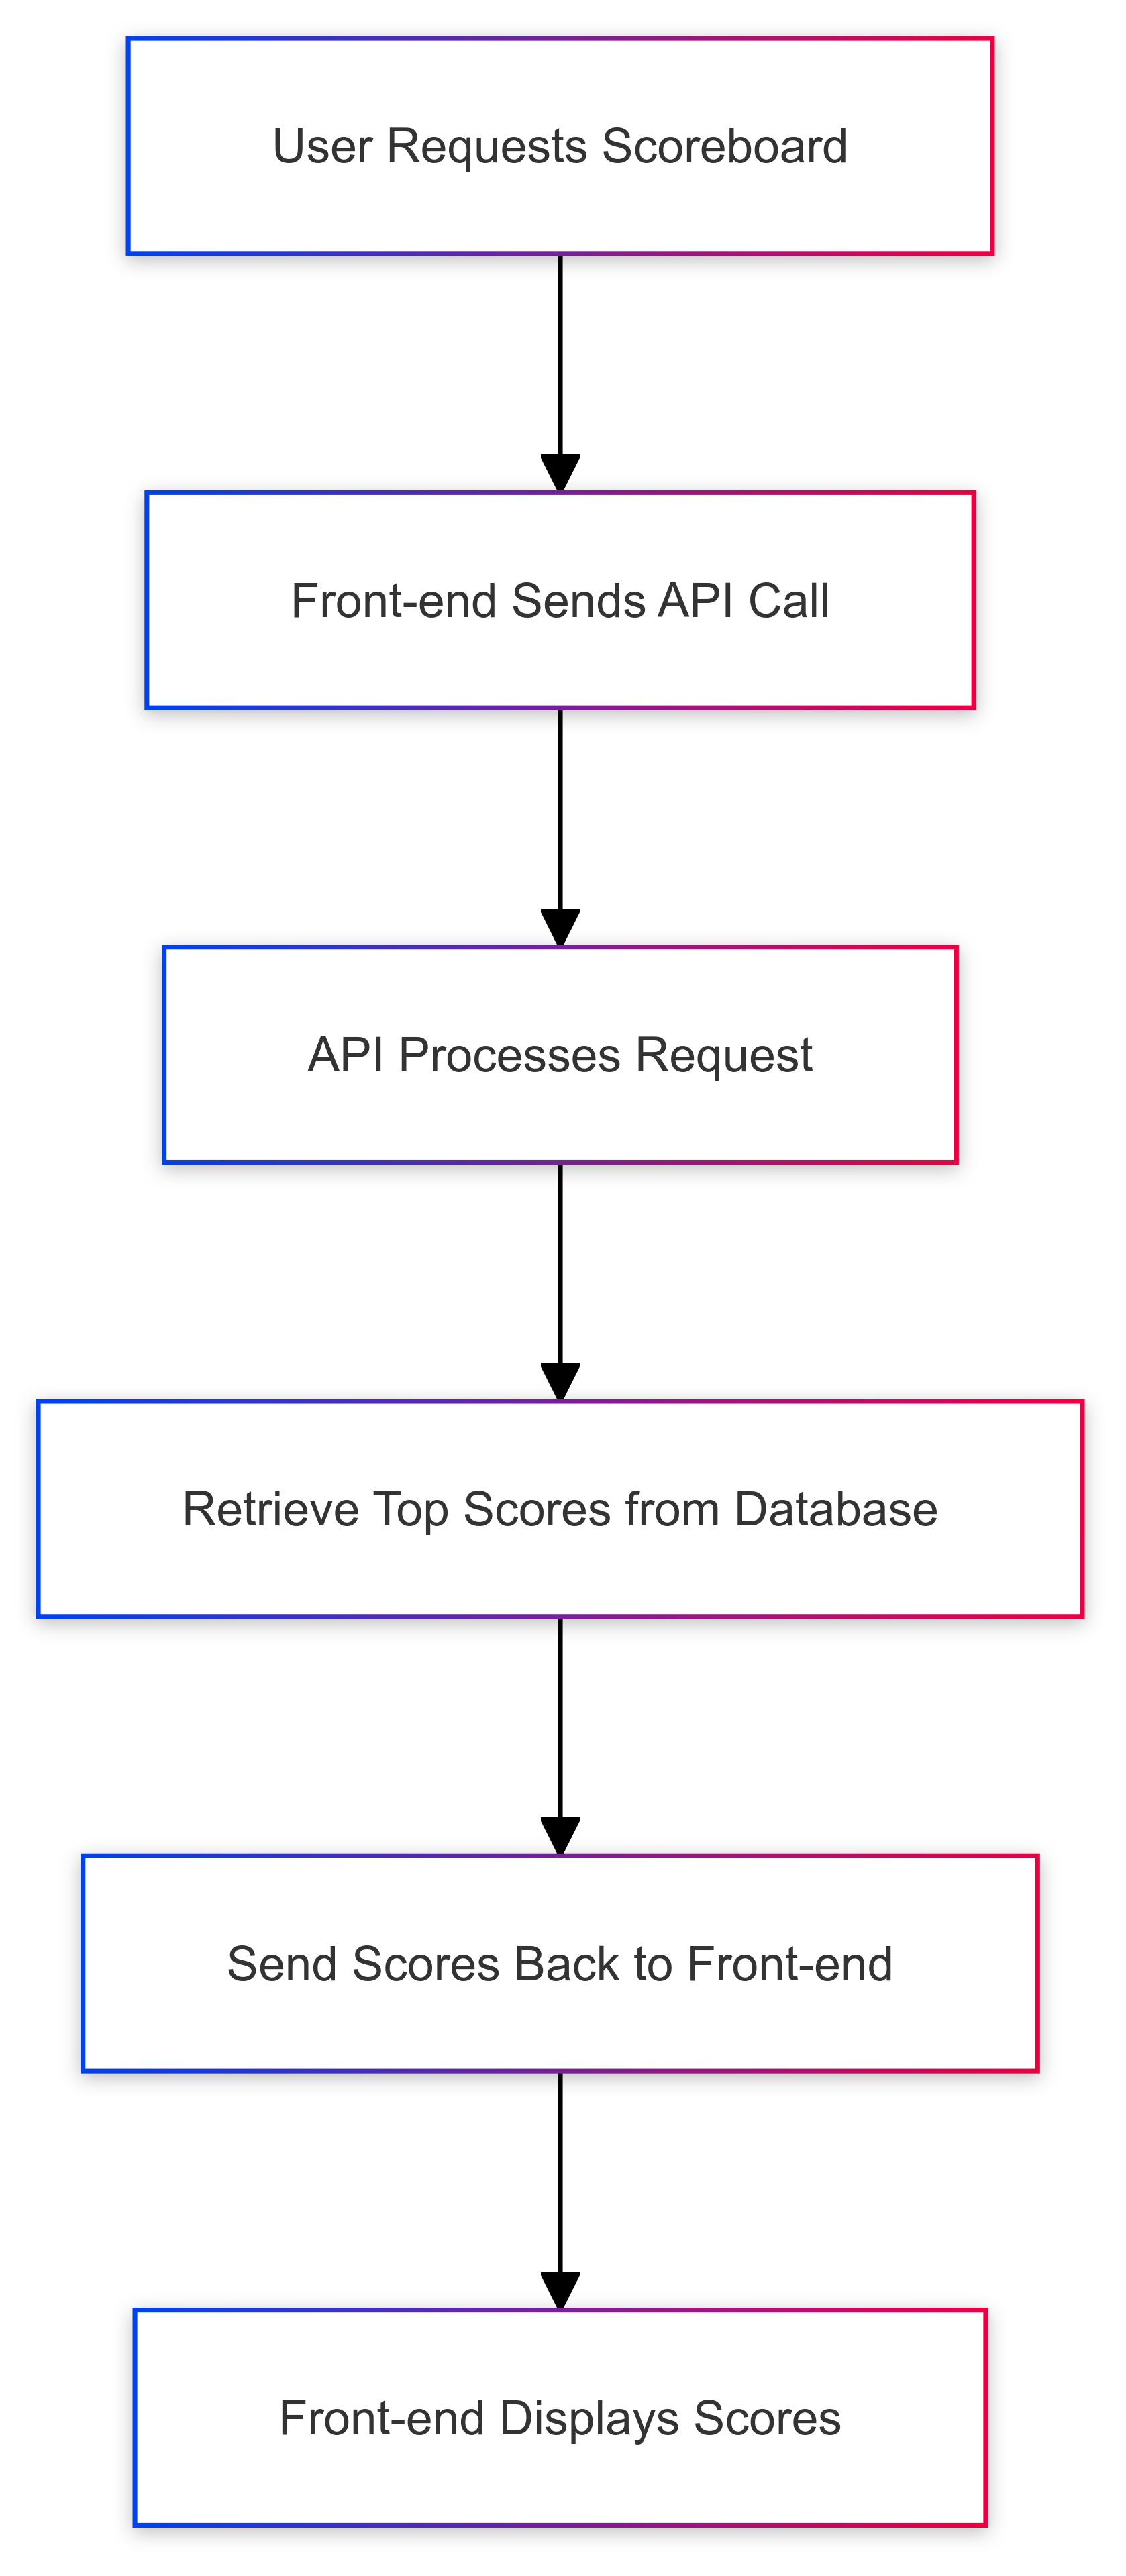 User Requests Scoreboard
Front-end Sends API Call
API Processes Request
Retrieve Top Scores from Database
Send Scores Back to Front-end
Front-end Displays Scores